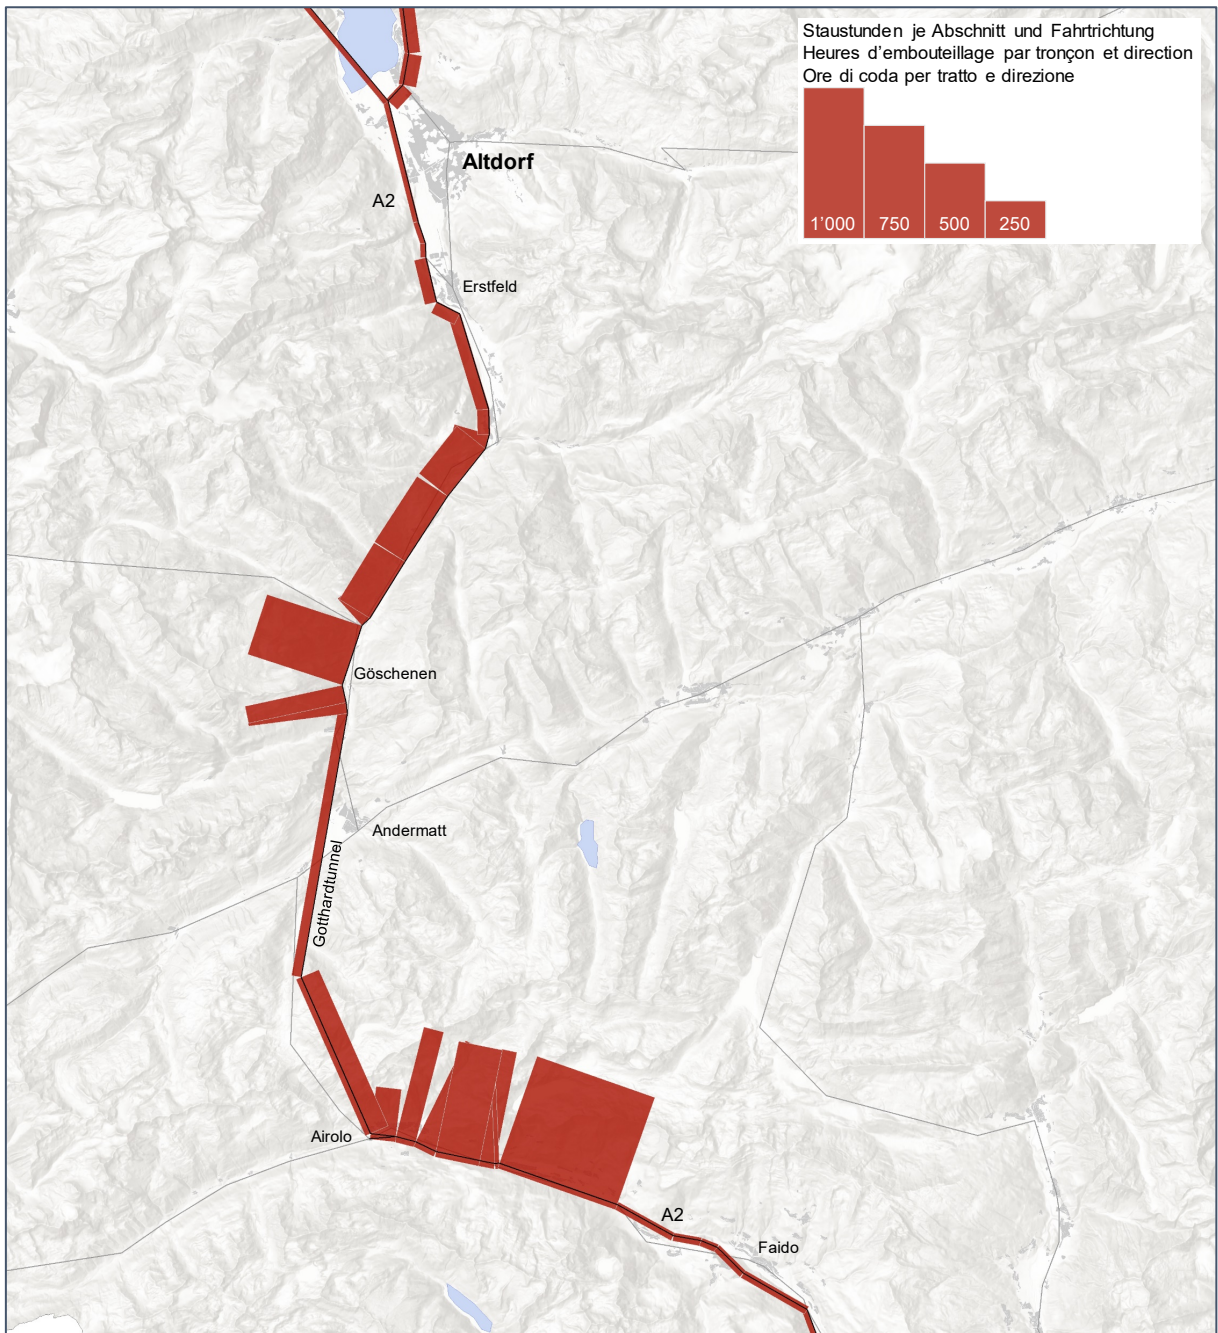 Staustunden je Abschnitt und Fahrtrichtung
Heures d’embouteillage par tronçon et direction
Ore di coda per tratto e direzione
1’000 750 500 250
Altdorf
A2
Erstfeld
Göschenen
Andermatt
Gotthardtunnel
Airolo
A2
Faido